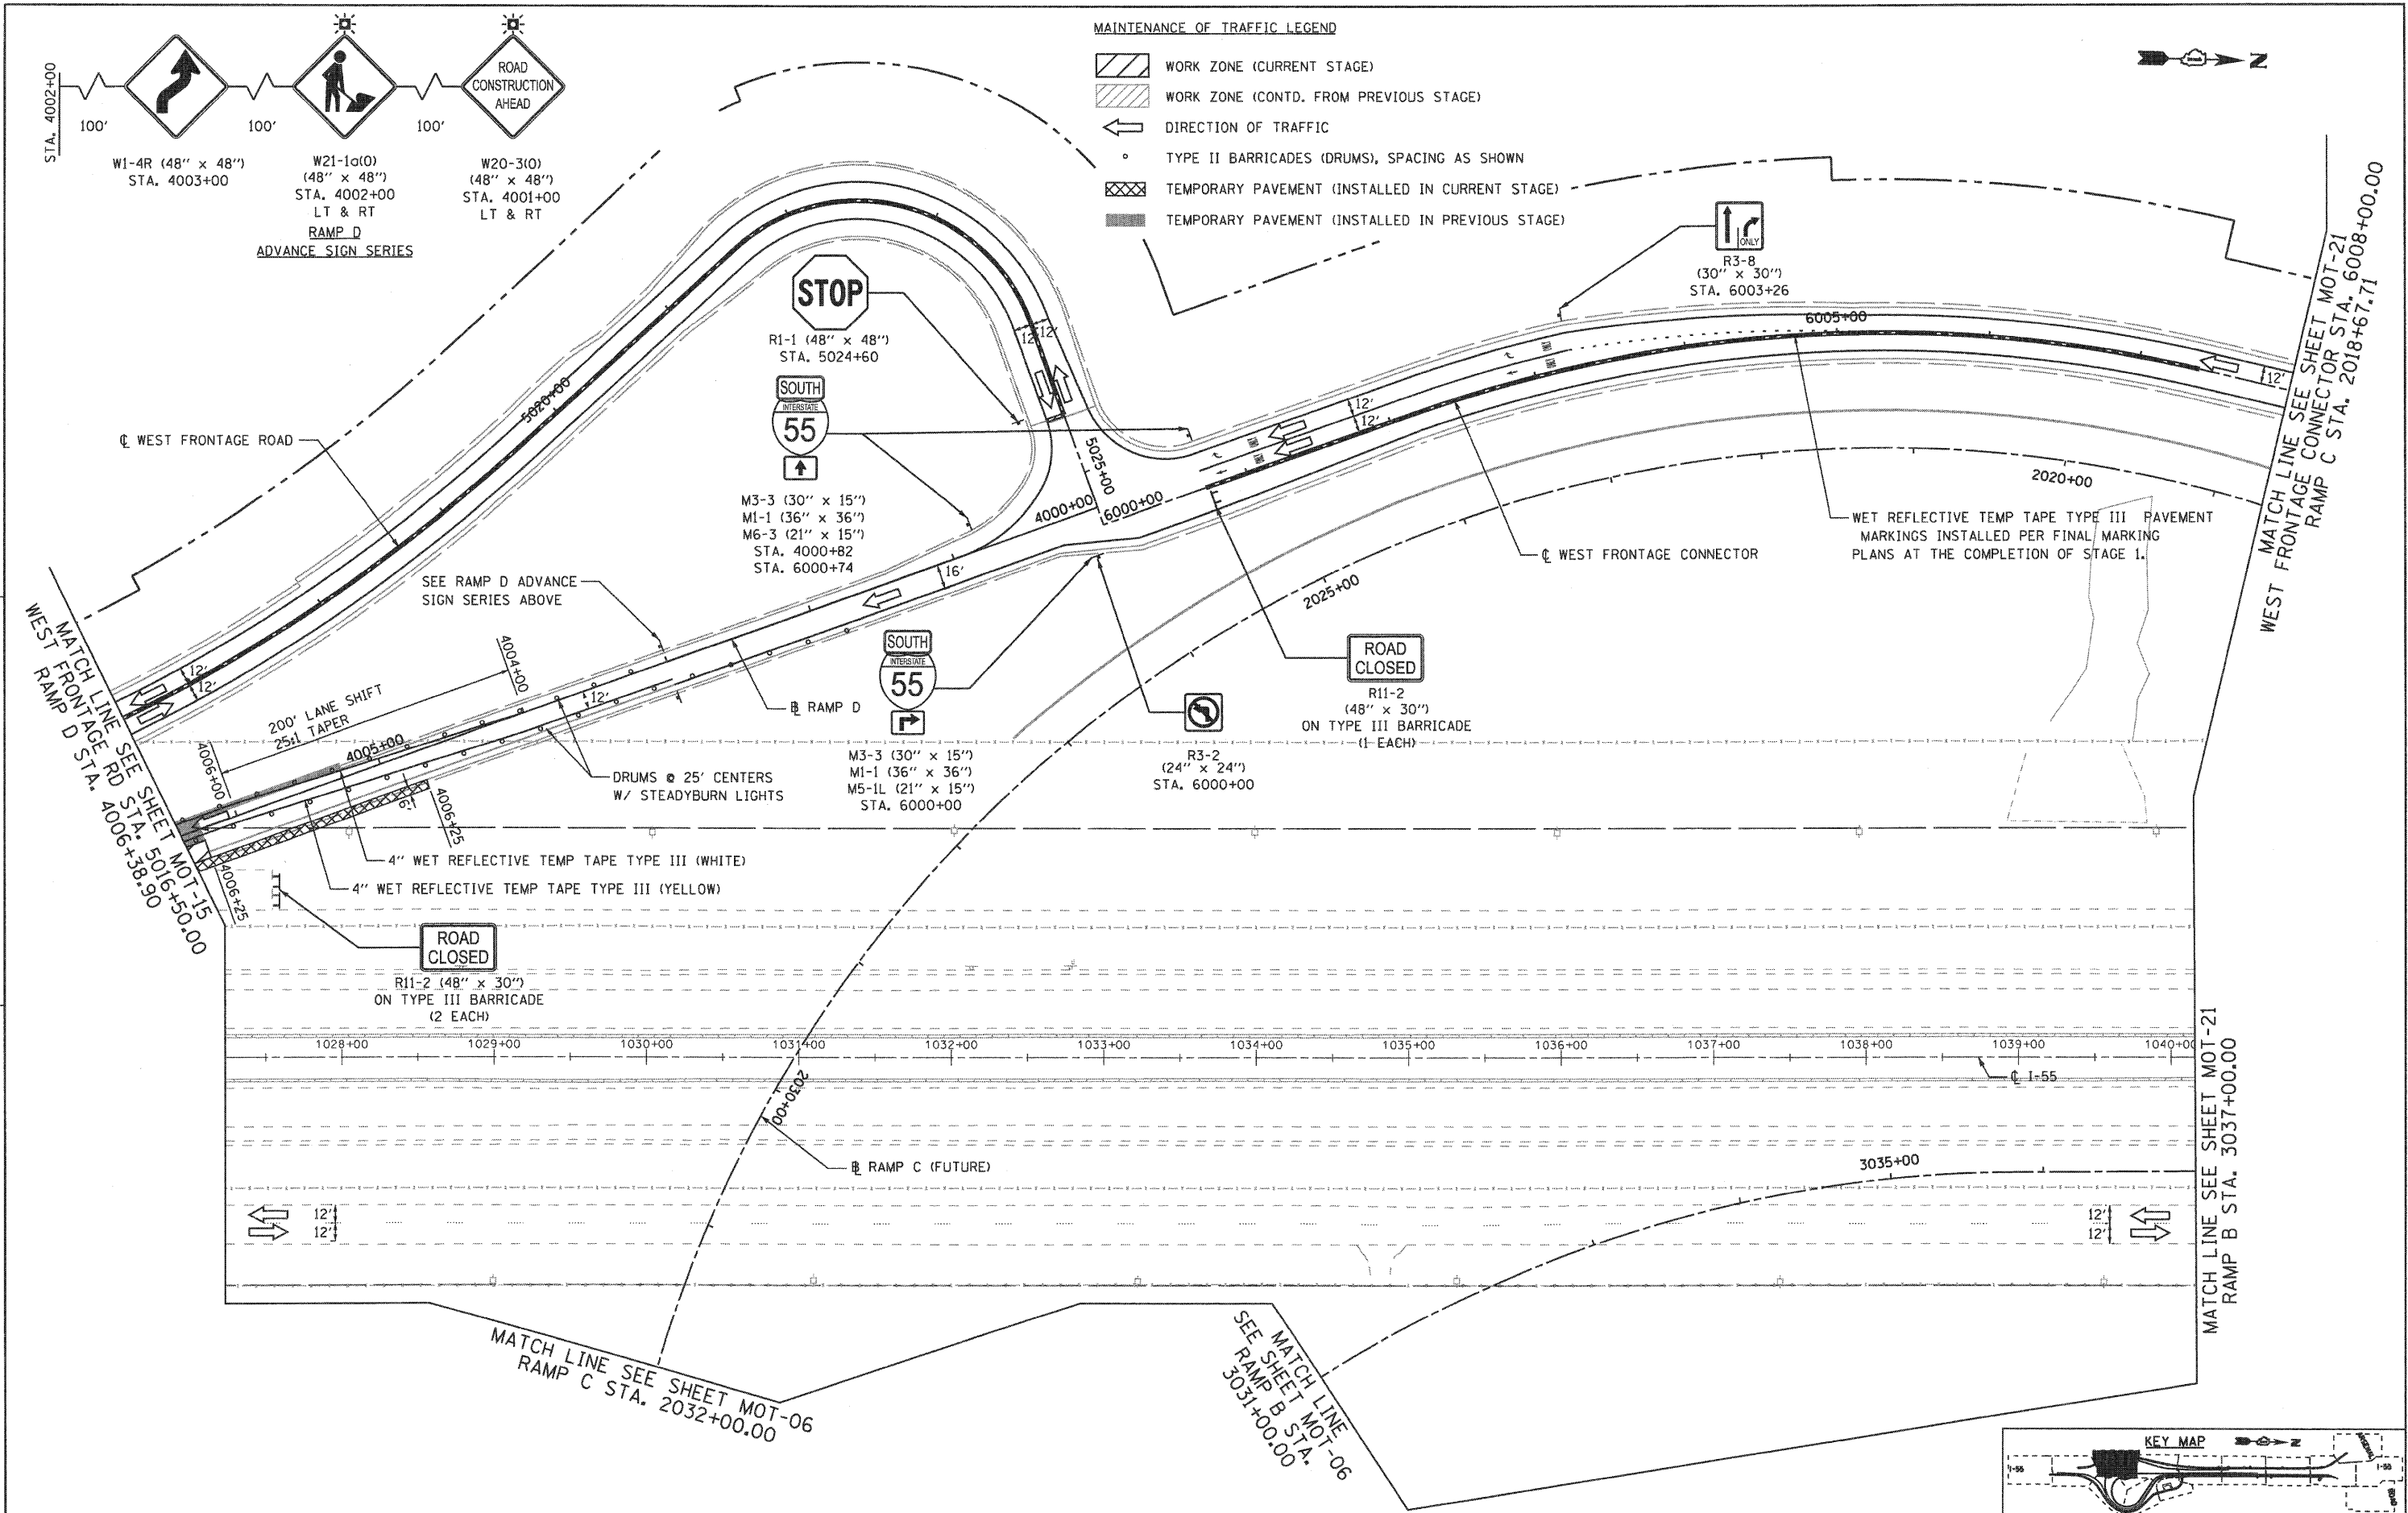 STA. 4002+00
100'
100'
100'
ROAD
CONSTRUCTION
AHEAD
W1-4R (48" x 48")
STA. 4003+00
W21-1a(O)
(48" x 48")
STA. 4002+00
LT & RT
W20-3(O)
(48" x 48")
STA. 4001+00
LT & RT
RAMP D
ADVANCE SIGN SERIES
MAINTENANCE OF TRAFFIC LEGEND
WORK ZONE (CURRENT STAGE)
WORK ZONE (CONTD. FROM PREVIOUS STAGE)
DIRECTION OF TRAFFIC
TYPE II BARRICADES (DRUMS), SPACING AS SHOWN
TEMPORARY PAVEMENT (INSTALLED IN CURRENT STAGE)
TEMPORARY PAVEMENT (INSTALLED IN PREVIOUS STAGE)
N
ONLY
R3-8
(30" x 30")
STA. 6003+26
MATCH LINE SEE SHEET MOT-21
WEST FRONTAGE CONNECTOR STA. 6008+00.00
RAMP C STA. 2018+67.71
STOP
R1-1 (48" x 48")
STA. 5024+60
SOUTH
INTERSTATE
55
M3-3 (30" x 15")
M1-1 (36" x 36")
M6-3 (21" x 15")
STA. 4000+82
STA. 6000+74
12'
12'
6005+00
12'
12'
12'
5020+00
℄ WEST FRONTAGE ROAD
5025+00
4000+00
6000+00
2020+00
WET REFLECTIVE TEMP TAPE TYPE III PAVEMENT
MARKINGS INSTALLED PER FINAL MARKING
PLANS AT THE COMPLETION OF STAGE 1.
℄ WEST FRONTAGE CONNECTOR
2025+00
SEE RAMP D ADVANCE
SIGN SERIES ABOVE
16'
SOUTH
INTERSTATE
55
M3-3 (30" x 15")
M1-1 (36" x 36")
M5-1L (21" x 15")
STA. 6000+00
R3-2
(24" x 24")
STA. 6000+00
ROAD
CLOSED
R11-2
(48" x 30")
ON TYPE III BARRICADE
(1 EACH)
MATCH LINE SEE SHEET MOT-15
WEST FRONTAGE RD STA. 5016+50.00
RAMP D STA. 4006+38.90
12'
12'
200' LANE SHIFT
25:1 TAPER
4004+00
4006+00
4005+00
12'
B RAMP D
DRUMS @ 25' CENTERS
W/ STEADYBURN LIGHTS
6'
4006+25
4006+25
4" WET REFLECTIVE TEMP TAPE TYPE III (WHITE)
4" WET REFLECTIVE TEMP TAPE TYPE III (YELLOW)
ROAD
CLOSED
R11-2 (48" x 30")
ON TYPE III BARRICADE
(2 EACH)
1028+00 1029+00 1030+00 1031+00 1032+00 1033+00 1034+00 1035+00 1036+00 1037+00 1038+00 1039+00 1040+00
℄ I-55
2030+00
B RAMP C (FUTURE)
3035+00
12'
12'
12'
12'
MATCH LINE SEE SHEET MOT-21
RAMP B STA. 3037+00.00
MATCH LINE SEE SHEET MOT-06
RAMP C STA. 2032+00.00
MATCH LINE
SEE SHEET MOT-06
RAMP B STA.
3031+00.00
KEY MAP
N
I-55
I-55